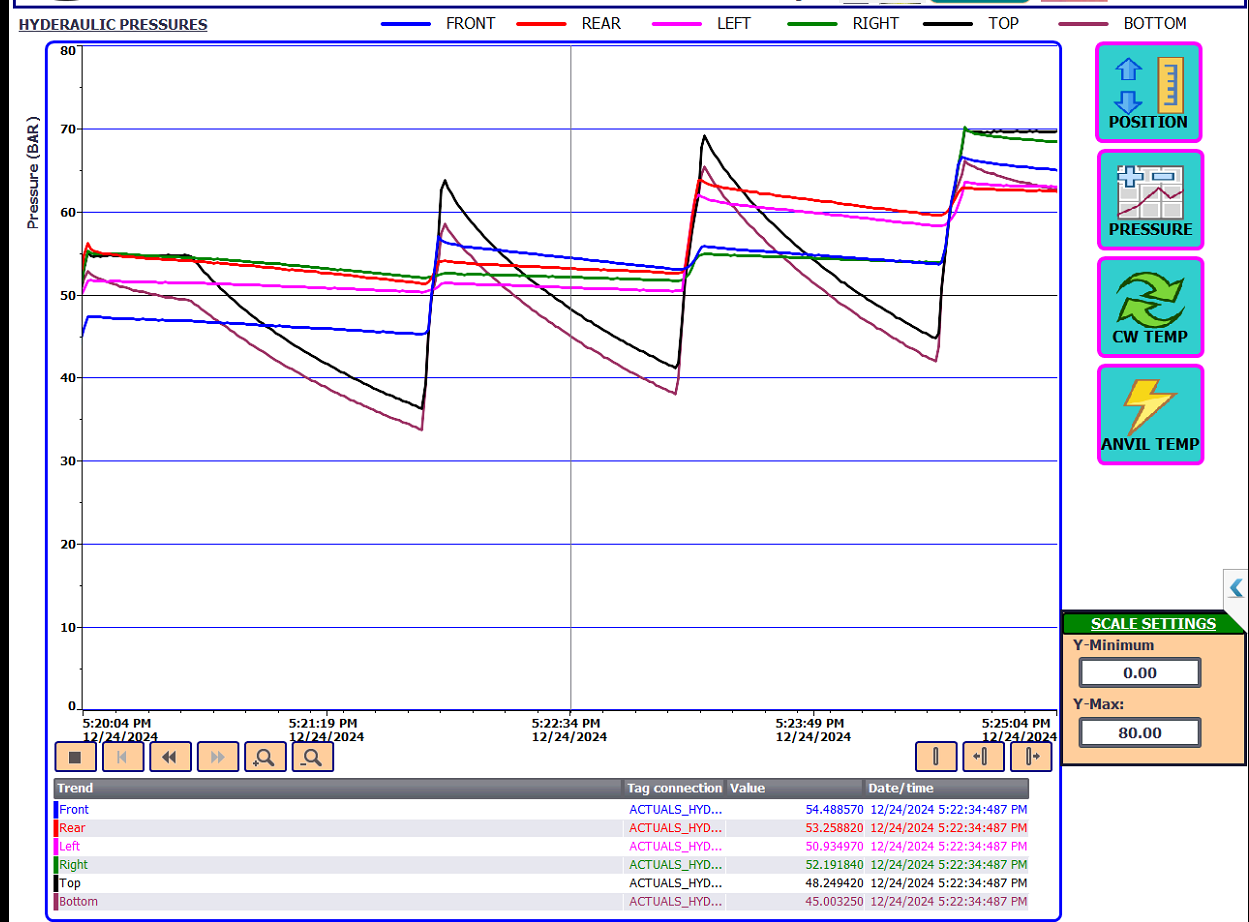 HYDERAULIC PRESSURES
FRONT REAR LEFT RIGHT TOP BOTTOM
Pressure (BAR)
80
70
60
50
40
30
20
10
0
5:20:04 PM 5:21:19 PM 5:22:34 PM 5:23:49 PM 5:25:04 PM
12/24/2024 12/24/2024 12/24/2024 12/24/2024 12/24/2024
POSITION
PRESSURE
CW TEMP
ANVIL TEMP
SCALE SETTINGS
Y-Minimum
0.00
Y-Max:
80.00
Trend Tag connection Value Date/time
Front ACTUALS_HYD... 54.488570 12/24/2024 5:22:34:487 PM
Rear ACTUALS_HYD... 53.258820 12/24/2024 5:22:34:487 PM
Left ACTUALS_HYD... 50.934970 12/24/2024 5:22:34:487 PM
Right ACTUALS_HYD... 52.191840 12/24/2024 5:22:34:487 PM
Top ACTUALS_HYD... 48.249420 12/24/2024 5:22:34:487 PM
Bottom ACTUALS_HYD... 45.003250 12/24/2024 5:22:34:487 PM